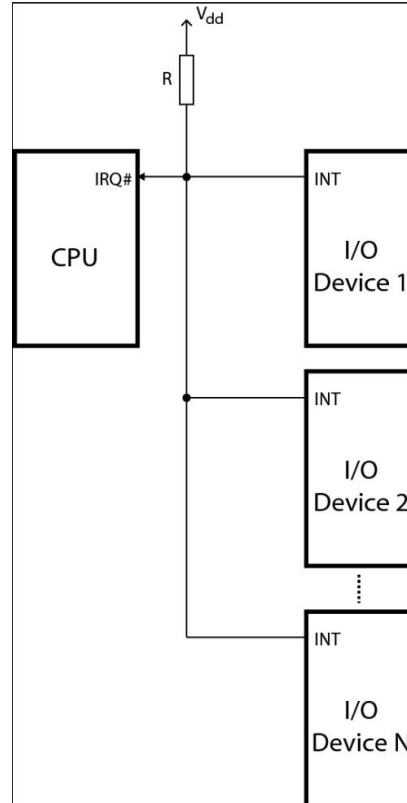 Vdd
R
IRQ#
CPU
INT
I/O
Device 1
INT
I/O
Device 2
INT
I/O
Device N